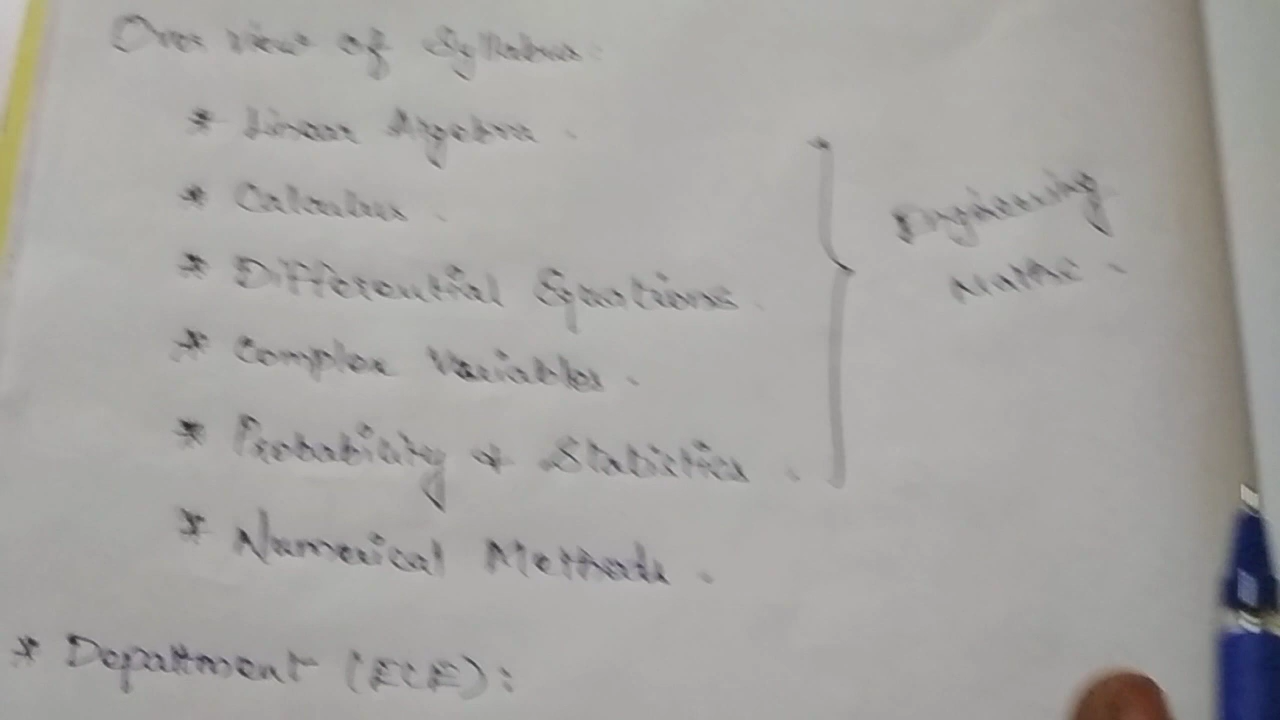 Over view of Syllabus:
* Linear Algebra.
* Calculus.
* Differential Equations.
* Complex Variables.
* Probability & Statistics.
* Numerical Methods.
Engineering
Maths.
* Department (ECE):